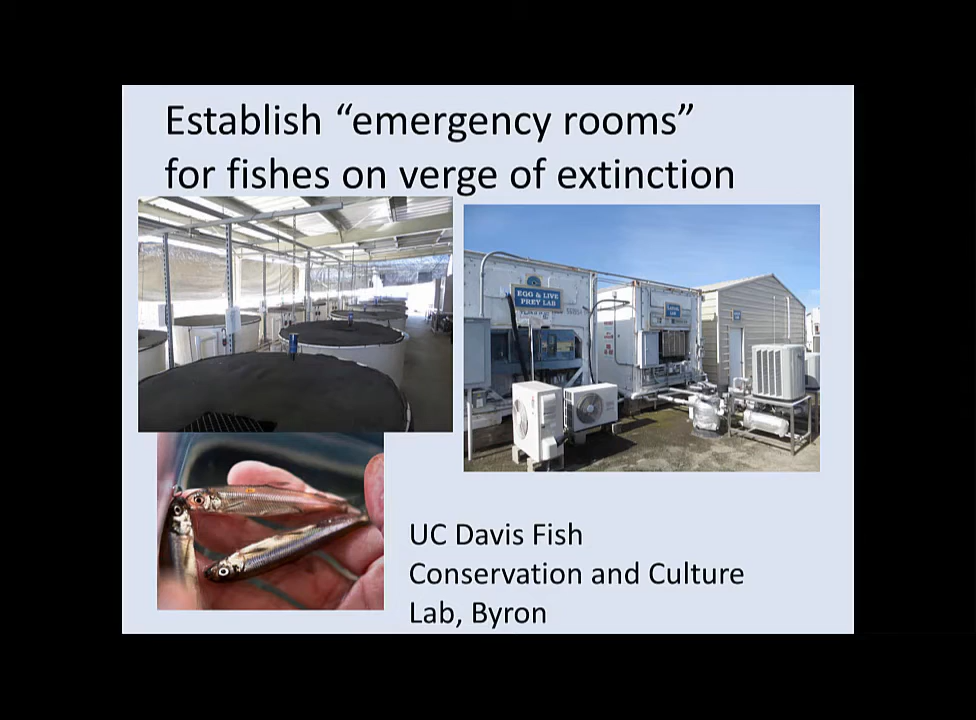 Establish “emergency rooms”
for fishes on verge of extinction
EGG & LIVE
PREY LAB
UC Davis Fish
Conservation and Culture
Lab, Byron